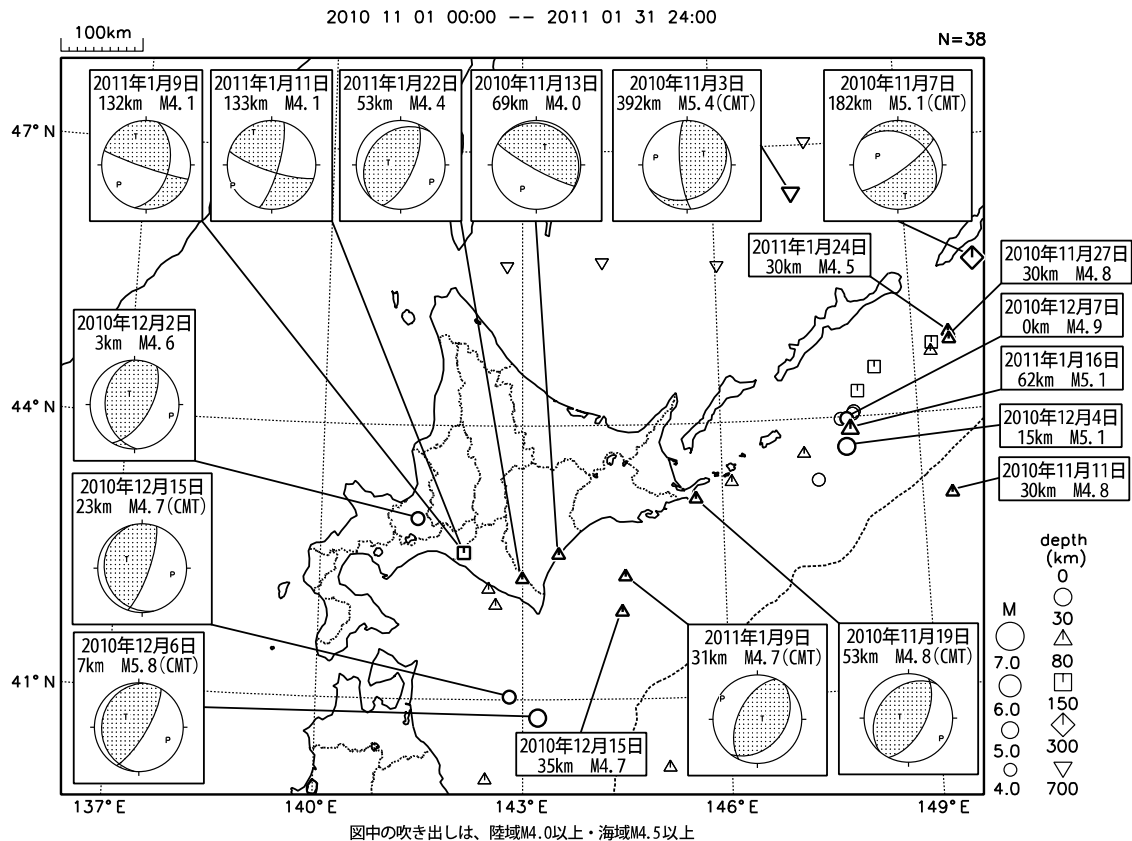 2010 11 01 00:00 -- 2011 01 31 24:00
100km
N=38
2011年1月9日
132km M4.1
2011年1月11日
133km M4.1
2011年1月22日
53km M4.4
2010年11月13日
69km M4.0
2010年11月3日
392km M5.4(CMT)
2010年11月7日
182km M5.1(CMT)
T
P
T
P
T
P
T
P
P
T
P
T
47°N
2011年1月24日
30km M4.5
2010年11月27日
30km M4.8
2010年12月7日
0km M4.9
2011年1月16日
62km M5.1
2010年12月4日
15km M5.1
2010年11月11日
30km M4.8
2010年12月2日
3km M4.6
T
P
44°N
2010年12月15日
23km M4.7(CMT)
T
P
2010年12月6日
7km M5.8(CMT)
T
P
41°N
2010年12月15日
35km M4.7
2011年1月9日
31km M4.7(CMT)
P
T
2010年11月19日
53km M4.8(CMT)
T
P
M
7.0
6.0
5.0
4.0
depth
(km)
0
30
80
150
300
700
137°E
140°E
143°E
146°E
149°E
図中の吹き出しは、陸域M4.0以上・海域M4.5以上